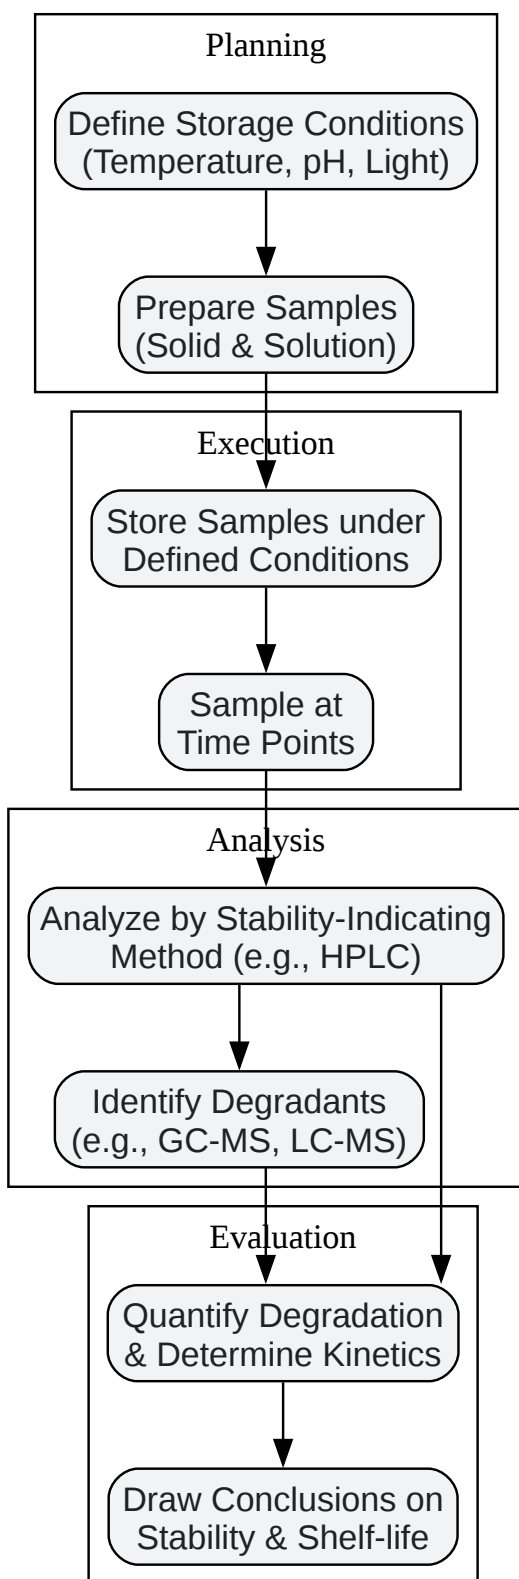 Planning
Define Storage Conditions
(Temperature, pH, Light)
Prepare Samples
(Solid & Solution)
Execution
Store Samples under
Defined Conditions
Sample at
Time Points
Analysis
Analyze by Stability-Indicating
Method (e.g., HPLC)
Identify Degradants
(e.g., GC-MS, LC-MS)
Evaluation
Quantify Degradation
& Determine Kinetics
Draw Conclusions on
Stability & Shelf-life